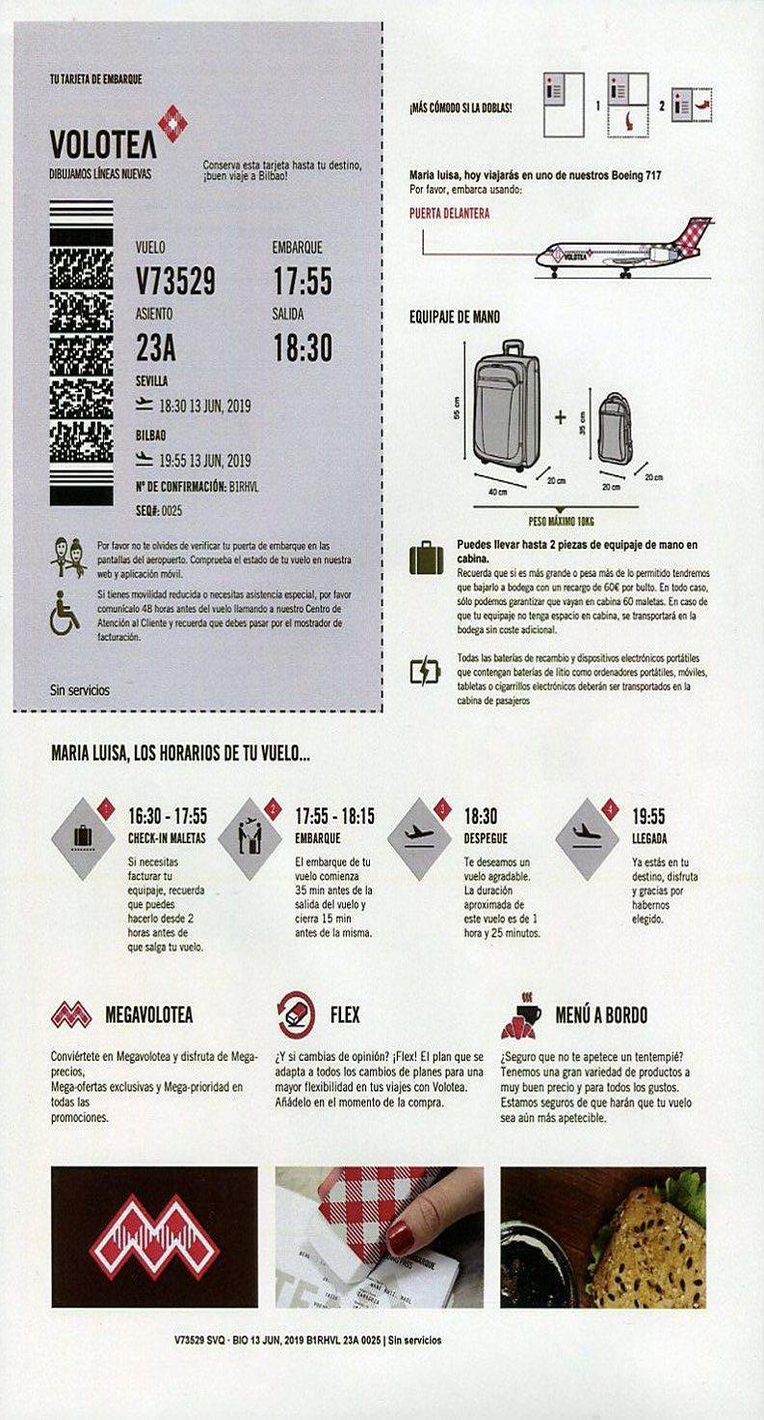 TU TARJETA DE EMBARQUE
VOLOTEA
DIBUJAMOS LÍNEAS NUEVAS
Conserva esta tarjeta hasta tu destino,
¡buen viaje a Bilbao!
VUELO
EMBARQUE
V73529
17:55
ASIENTO
SALIDA
23A
18:30
SEVILLA
18:30 13 JUN, 2019
BILBAO
19:55 13 JUN, 2019
Nº DE CONFIRMACIÓN: B1RHVL
SEQ#: 0025
Por favor no te olvides de verificar tu puerta de embarque en las
pantallas del aeropuerto. Comprueba el estado de tu vuelo en nuestra
web y aplicación móvil.
Si tienes movilidad reducida o necesitas asistencia especial, por favor
comunícalo 48 horas antes del vuelo llamando a nuestro Centro de
Atención al Cliente y recuerda que debes pasar por el mostrador de
facturación.
Sin servicios
¡MÁS CÓMODO SI LA DOBLAS!
1
2
Maria luisa, hoy viajarás en uno de nuestros Boeing 717
Por favor, embarca usando:
PUERTA DELANTERA
VOLOTEA
EQUIPAJE DE MANO
55 cm
40 cm
20 cm
+
35 cm
20 cm
20 cm
PESO MÁXIMO 10KG
Puedes llevar hasta 2 piezas de equipaje de mano en
cabina.
Recuerda que si es más grande o pesa más de lo permitido tendremos
que bajarlo a bodega con un recargo de 60€ por bulto. En todo caso,
sólo podemos garantizar que vayan en cabina 60 maletas. En caso de
que tu equipaje no tenga espacio en cabina, se transportará en la
bodega sin coste adicional.
Todas las baterías de recambio y dispositivos electrónicos portátiles
que contengan baterías de litio como ordenadores portátiles, móviles,
tabletas o cigarrillos electrónicos deberán ser transportados en la
cabina de pasajeros
MARIA LUISA, LOS HORARIOS DE TU VUELO...
1
16:30 - 17:55
CHECK-IN MALETAS
Si necesitas
facturar tu
equipaje, recuerda
que puedes
hacerlo desde 2
horas antes de
que salga tu vuelo.
2
17:55 - 18:15
EMBARQUE
El embarque de tu
vuelo comienza
35 min antes de la
salida del vuelo y
cierra 15 min
antes de la misma.
3
18:30
DESPEGUE
Te deseamos un
vuelo agradable.
La duración
aproximada de
este vuelo es de 1
hora y 25 minutos.
4
19:55
LLEGADA
Ya estás en tu
destino, disfruta
y gracias por
habernos
elegido.
MEGAVOLOTEA
Conviértete en Megavolotea y disfruta de Mega-
precios,
Mega-ofertas exclusivas y Mega-prioridad en
todas las
promociones.
FLEX
¿Y si cambias de opinión? ¡Flex! El plan que se
adapta a todos los cambios de planes para una
mayor flexibilidad en tus viajes con Volotea.
Añádelo en el momento de la compra.
MENÚ A BORDO
¿Seguro que no te apetece un tentempié?
Tenemos una gran variedad de productos a
muy buen precio y para todos los gustos.
Estamos seguros de que harán que tu vuelo
sea aún más apetecible.
V73529 SVQ - BIO 13 JUN, 2019 B1RHVL 23A 0025 | Sin servicios